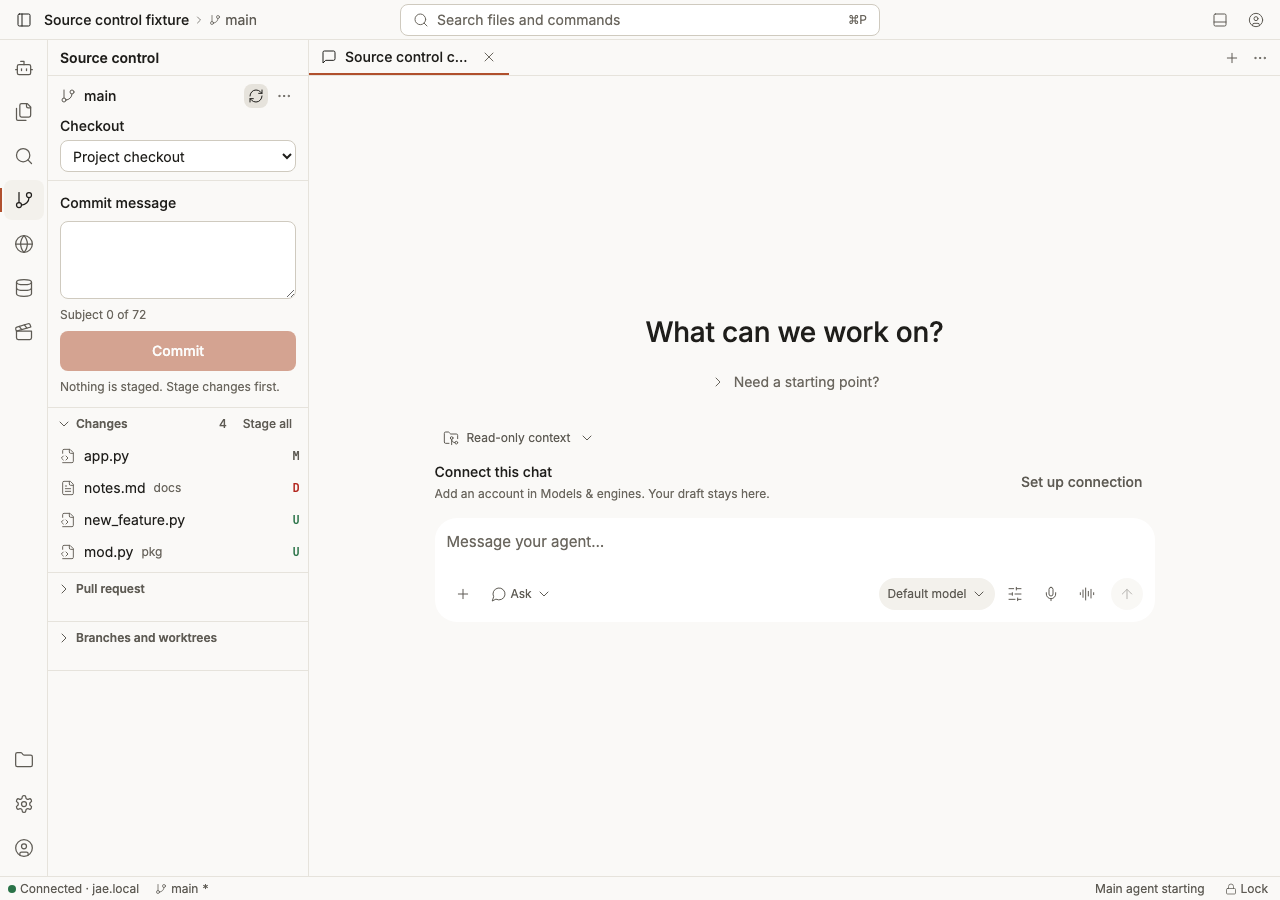 Source control fixture
main
Search files and commands
⌘P
Source control
main
Checkout
Project checkout
Commit message
Subject 0 of 72
Commit
Nothing is staged. Stage changes first.
Changes 4 Stage all
app.py M
notes.md docs D
new_feature.py U
mod.py pkg U
Pull request
Branches and worktrees
Source control c...
What can we work on?
Need a starting point?
Read-only context
Connect this chat
Add an account in Models & engines. Your draft stays here.
Set up connection
Message your agent...
Ask
Default model
Connected · jae.local
main *
Main agent starting
Lock